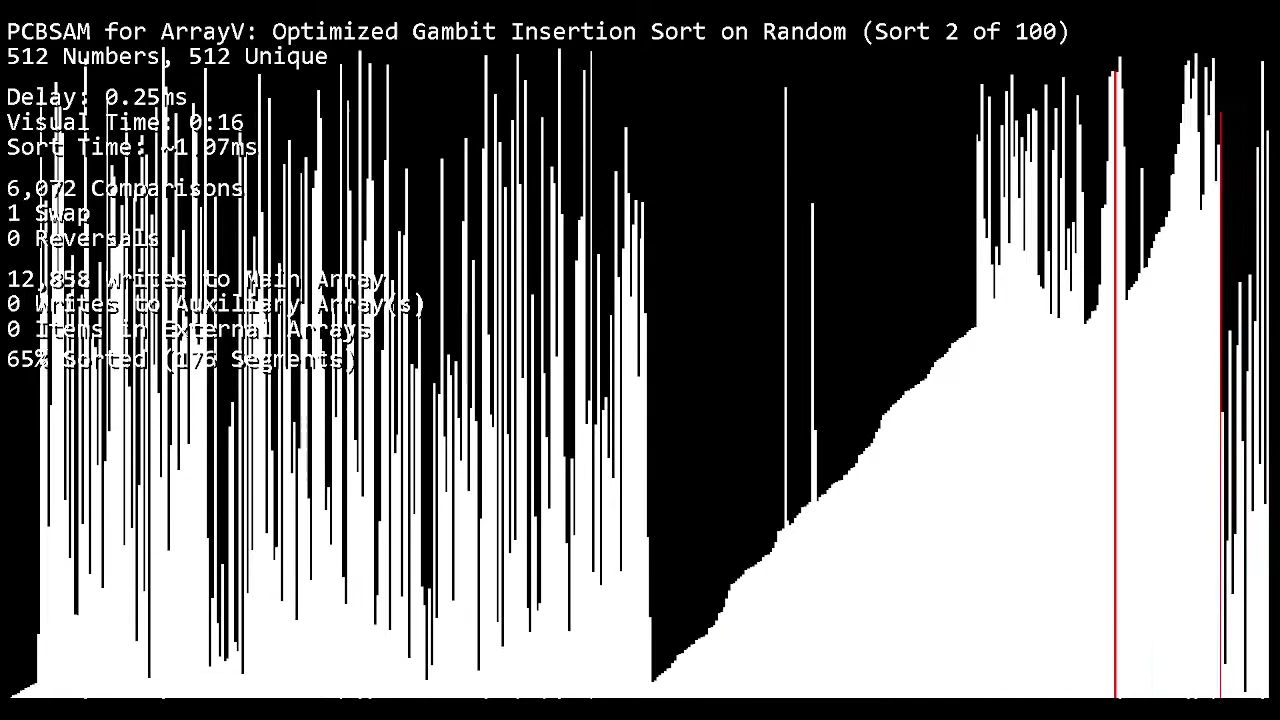 PCBSAM for ArrayV: Optimized Gambit Insertion Sort on Random (Sort 2 of 100)
512 Numbers, 512 Unique
Delay: 0.25ms
Visual Time: 0:16
Sort Time: ~1.07ms
6,072 Comparisons
1 Swap
0 Reversals
12,858 Writes to Main Array
0 Writes to Auxiliary Array(s)
0 Items in External Arrays
65% Sorted (176 Segments)